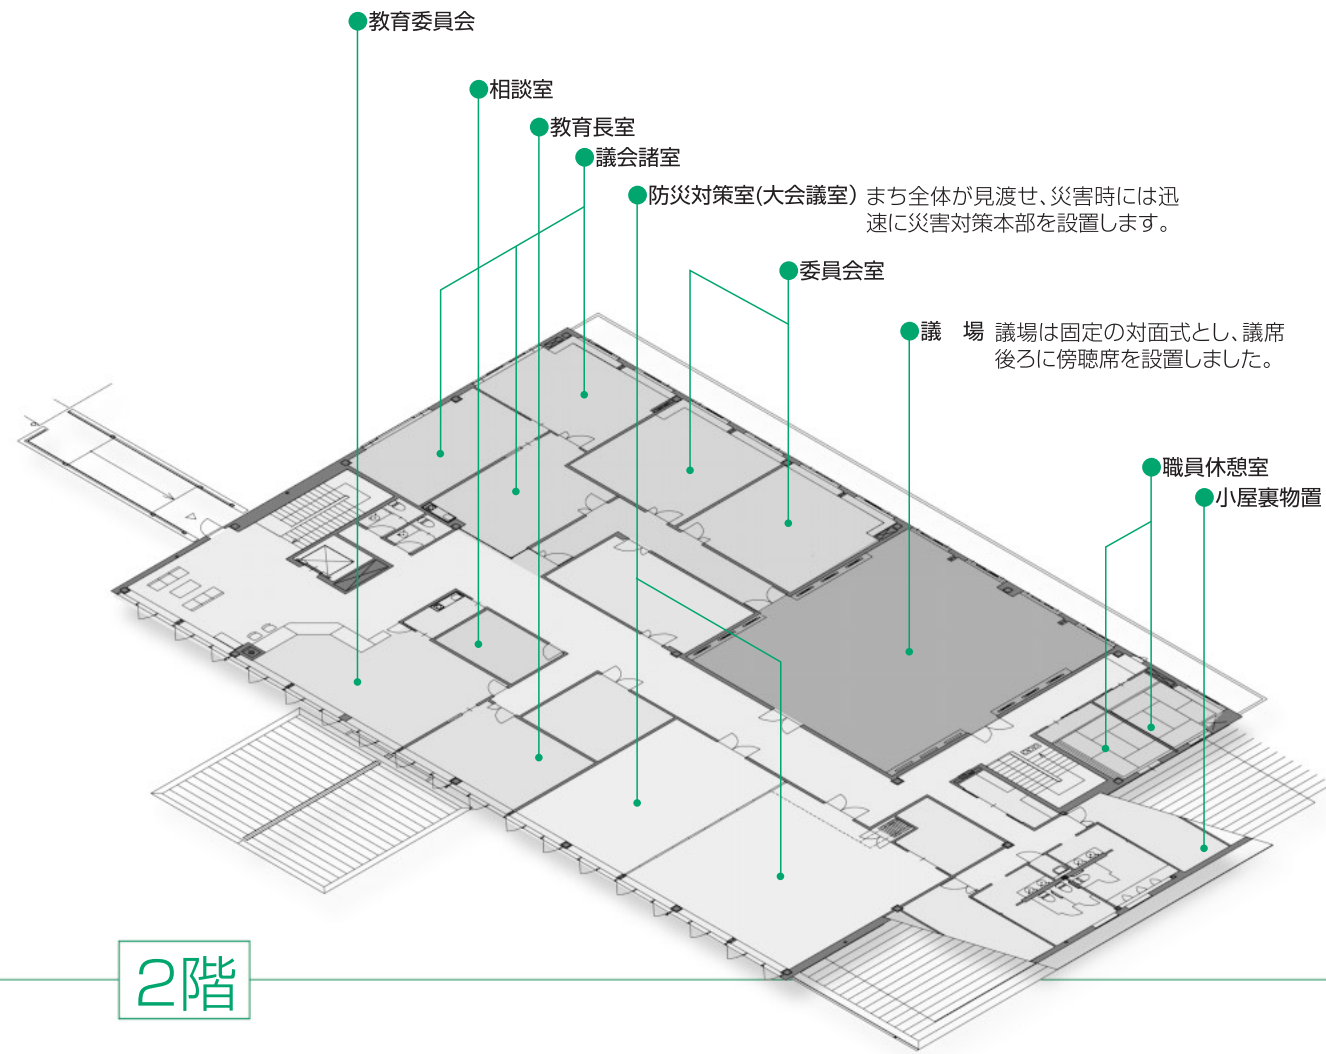 教育委員会
相談室
教育長室
議会諸室
防災対策室(大会議室) まち全体が見渡せ、災害時には迅
速に災害対策本部を設置します。
委員会室
議　場 議場は固定の対面式とし、議席
後ろに傍聴席を設置しました。
職員休憩室
小屋裏物置
2階